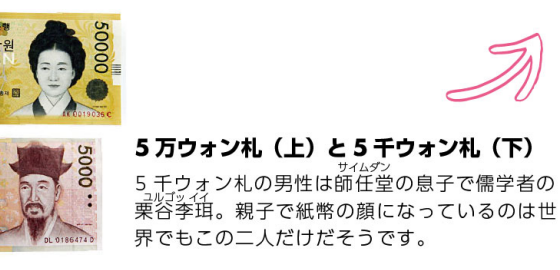 만원
50000
AK 0019035 C
5000
DL 0186474 D
5万ウォン札（上）と5千ウォン札（下）
サイムダン
5千ウォン札の男性は師任堂の息子で儒学者の
ユルゴッ イイ
栗谷李珥。親子で紙幣の顔になっているのは世
界でもこの二人だけだそうです。